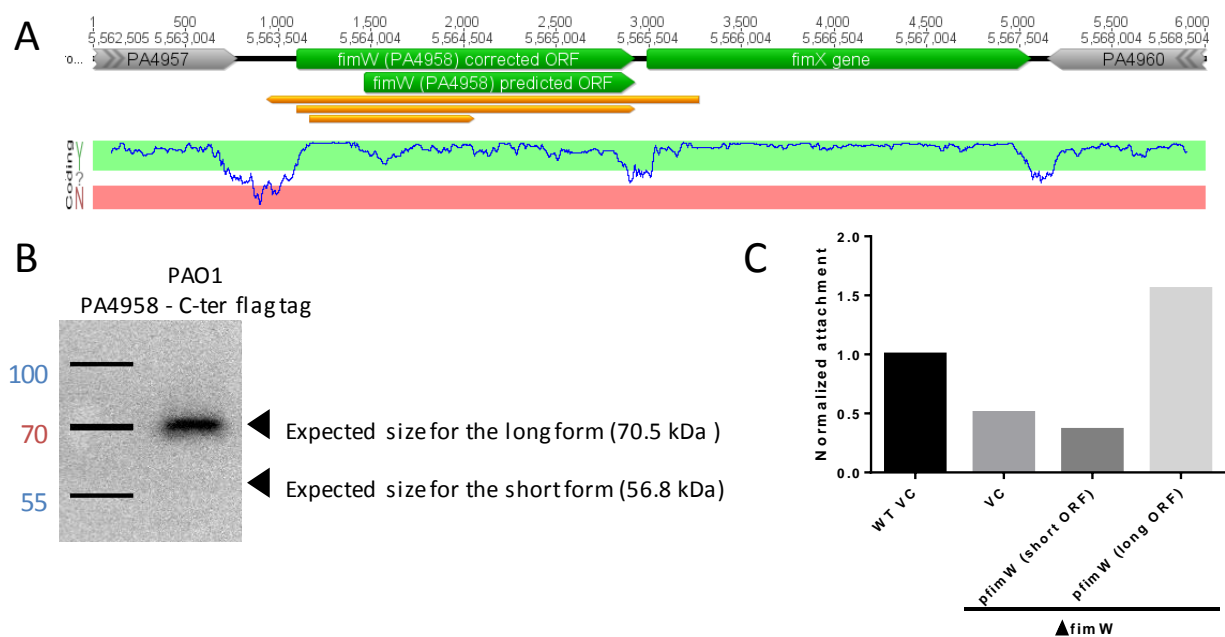 A
1 500 1,000 1,500 2,000 2,500 3,000 3,500 4,000 4,500 5,000 5,500 6,000
5,562,505 5,563,004 5,563,504 5,564,004 5,564,504 5,565,004 5,565,504 5,566,004 5,566,504 5,567,004 5,567,504 5,568,004 5,568,504
ro... PA4957 fimW (PA4958) corrected ORF fimX gene PA4960
fimW (PA4958) predicted ORF
Coding
Y
?
N
B
PAO1
PA4958 - C-ter flag tag
100
70
55
Expected size for the long form (70.5 kDa )
Expected size for the short form (56.8 kDa)
C
Normalized attachment
2.0
1.5
1.0
0.5
0.0
WT VC
VC
pfimW (short ORF)
pfimW (long ORF)
▲fimW